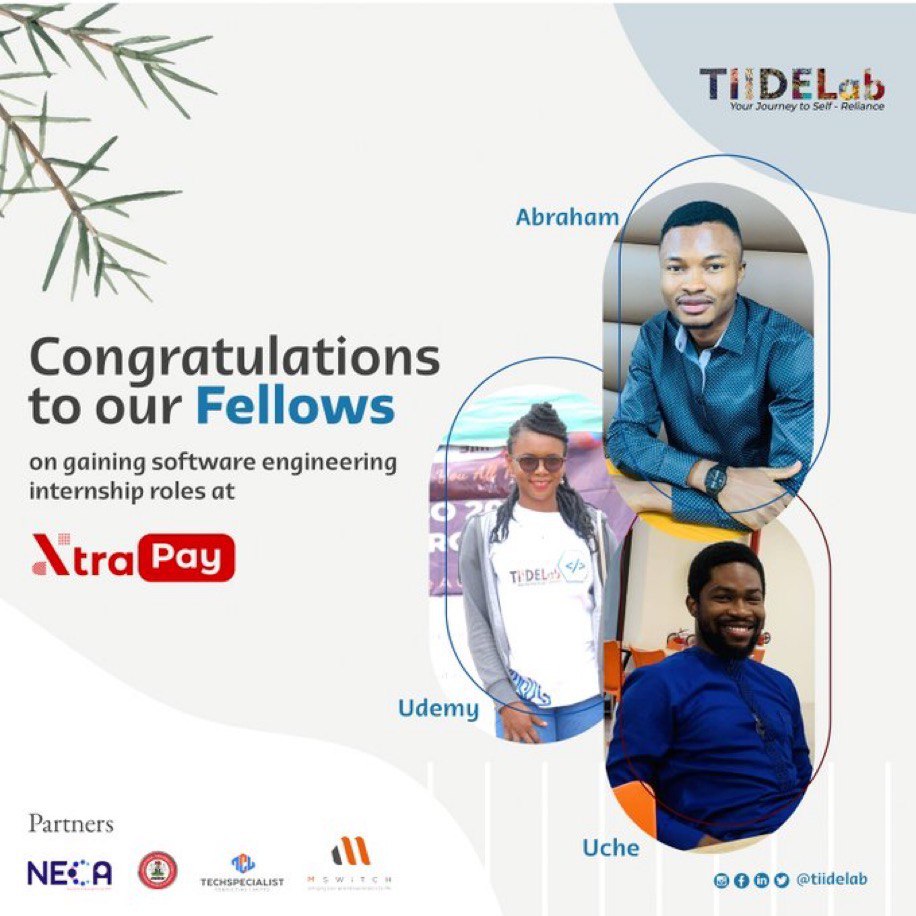 TIIDELab
Your Journey to Self - Reliance
Abraham
Congratulations
to our Fellows
on gaining software engineering
internship roles at
XtraPay
TIIDELab
</>
Udemy
Uche
Partners
NECA
TECHSPECIALIST
MSWITCH
@tiidelab